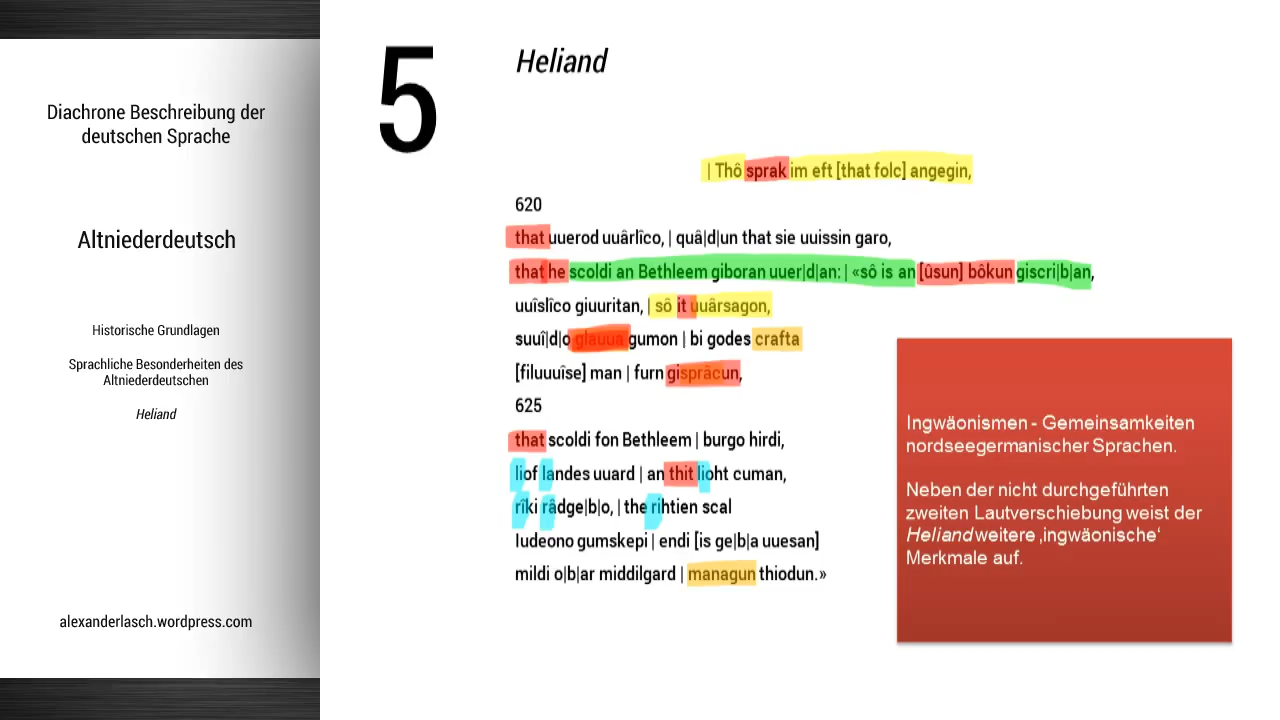 Diachrone Beschreibung der
deutschen Sprache
Altniederdeutsch
Historische Grundlagen
Sprachliche Besonderheiten des
Altniederdeutschen
Heliand
alexanderlasch.wordpress.com
5
Heliand
| Thô sprak im eft [that folc] angegin,
620
that uuerod uuârlîco, | quâ|d|un that sie uuissin garo,
that he scoldi an Bethleem giboran uuer|d|an: | «sô is an [ûsun] bôkun giscri|b|an,
uuîslîco giuuritan, | sô it uuârsagon,
suuî|d|o glauua gumon | bi godes crafta
[filuuuîse] man | furn gisprâcun,
625
that scoldi fon Bethleem | burgo hirdi,
liof landes uuard | an thit lioht cuman,
rîki râdge|b|o, | the rihtien scal
Iudeono gumskepi | endi [is ge|b|a uuesan]
mildi o|b|ar middilgard | managun thiodun.»
Ingwäonismen - Gemeinsamkeiten
nordseegermanischer Sprachen.
Neben der nicht durchgeführten
zweiten Lautverschiebung weist der
Heliand weitere ‚ingwäonische‘
Merkmale auf.